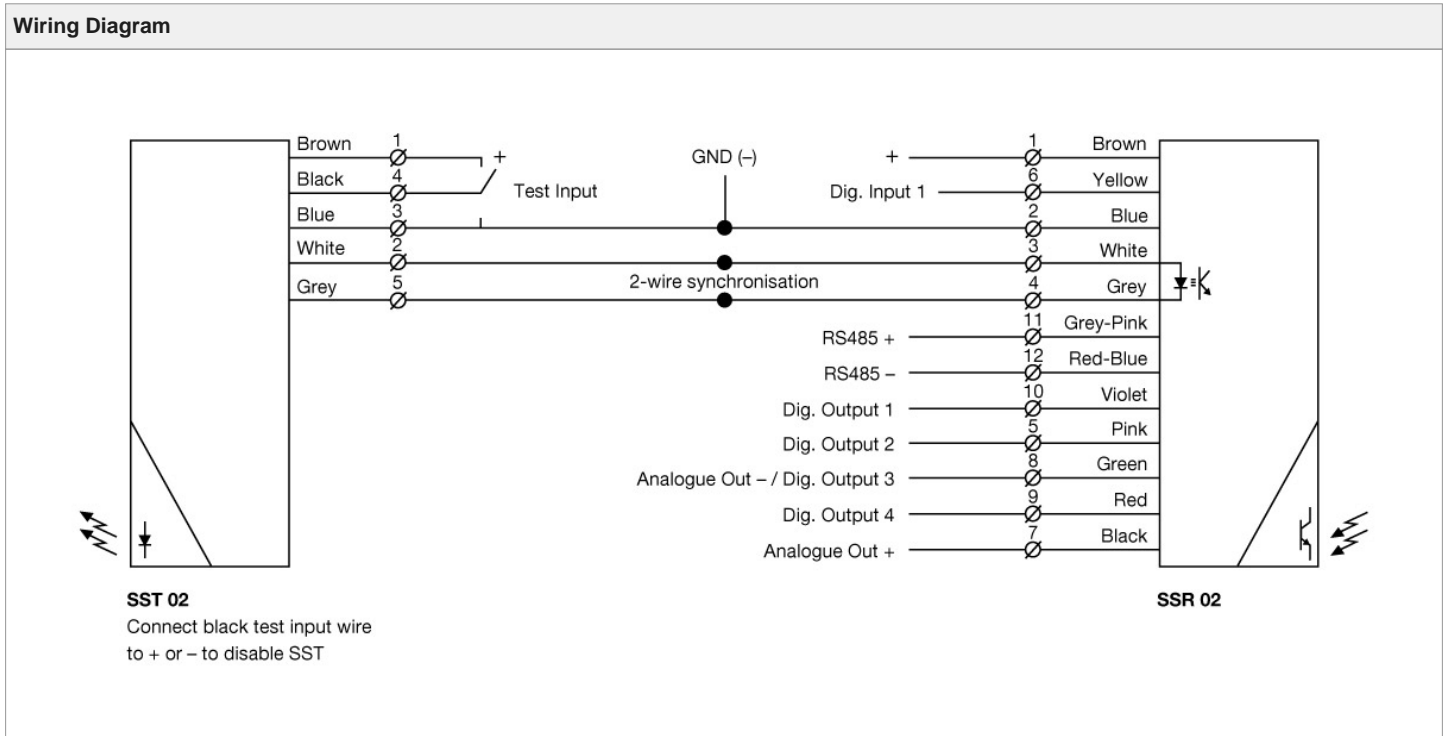 Wiring Diagram
Brown 1
+
Black 4
Test Input
Blue 3
White 2
Grey 5
GND (–)
2-wire synchronisation
+ 1 Brown
Dig. Input 1 6 Yellow
2 Blue
3 White
4 Grey
RS485 + 11 Grey-Pink
RS485 – 12 Red-Blue
Dig. Output 1 10 Violet
Dig. Output 2 5 Pink
Analogue Out – / Dig. Output 3 8 Green
Dig. Output 4 9 Red
Analogue Out + 7 Black
SST 02
Connect black test input wire
to + or – to disable SST
SSR 02